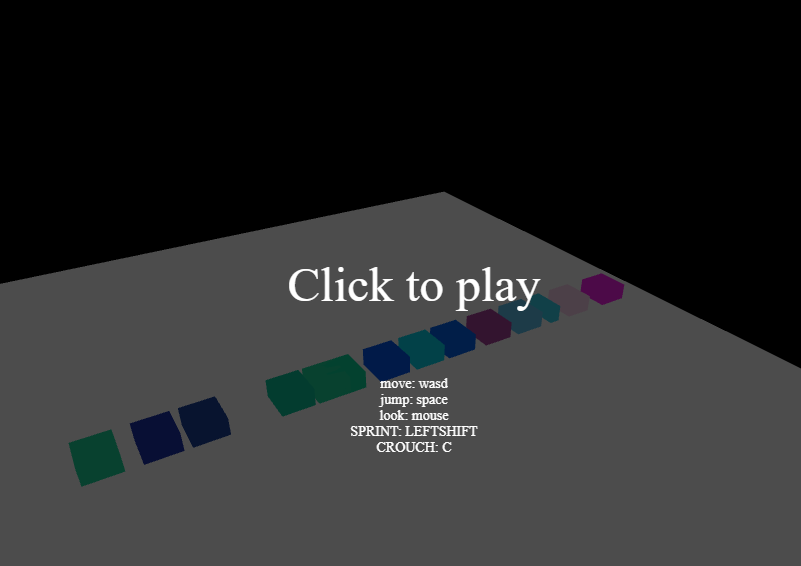 Click to play
move: wasd
jump: space
look: mouse
SPRINT: LEFTSHIFT
CROUCH: C